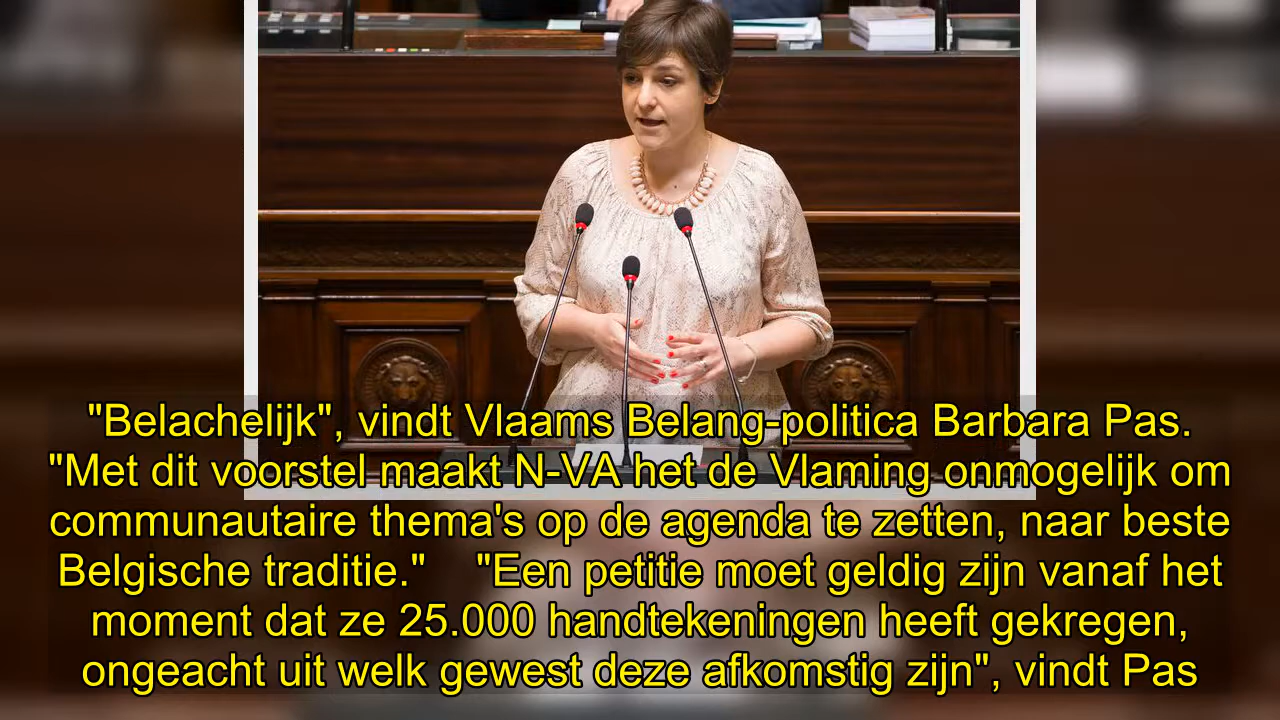 "Belachelijk", vindt Vlaams Belang-politica Barbara Pas.
"Met dit voorstel maakt N-VA het de Vlaming onmogelijk om
communautaire thema's op de agenda te zetten, naar beste
Belgische traditie."    "Een petitie moet geldig zijn vanaf het
moment dat ze 25.000 handtekeningen heeft gekregen,
ongeacht uit welk gewest deze afkomstig zijn", vindt Pas